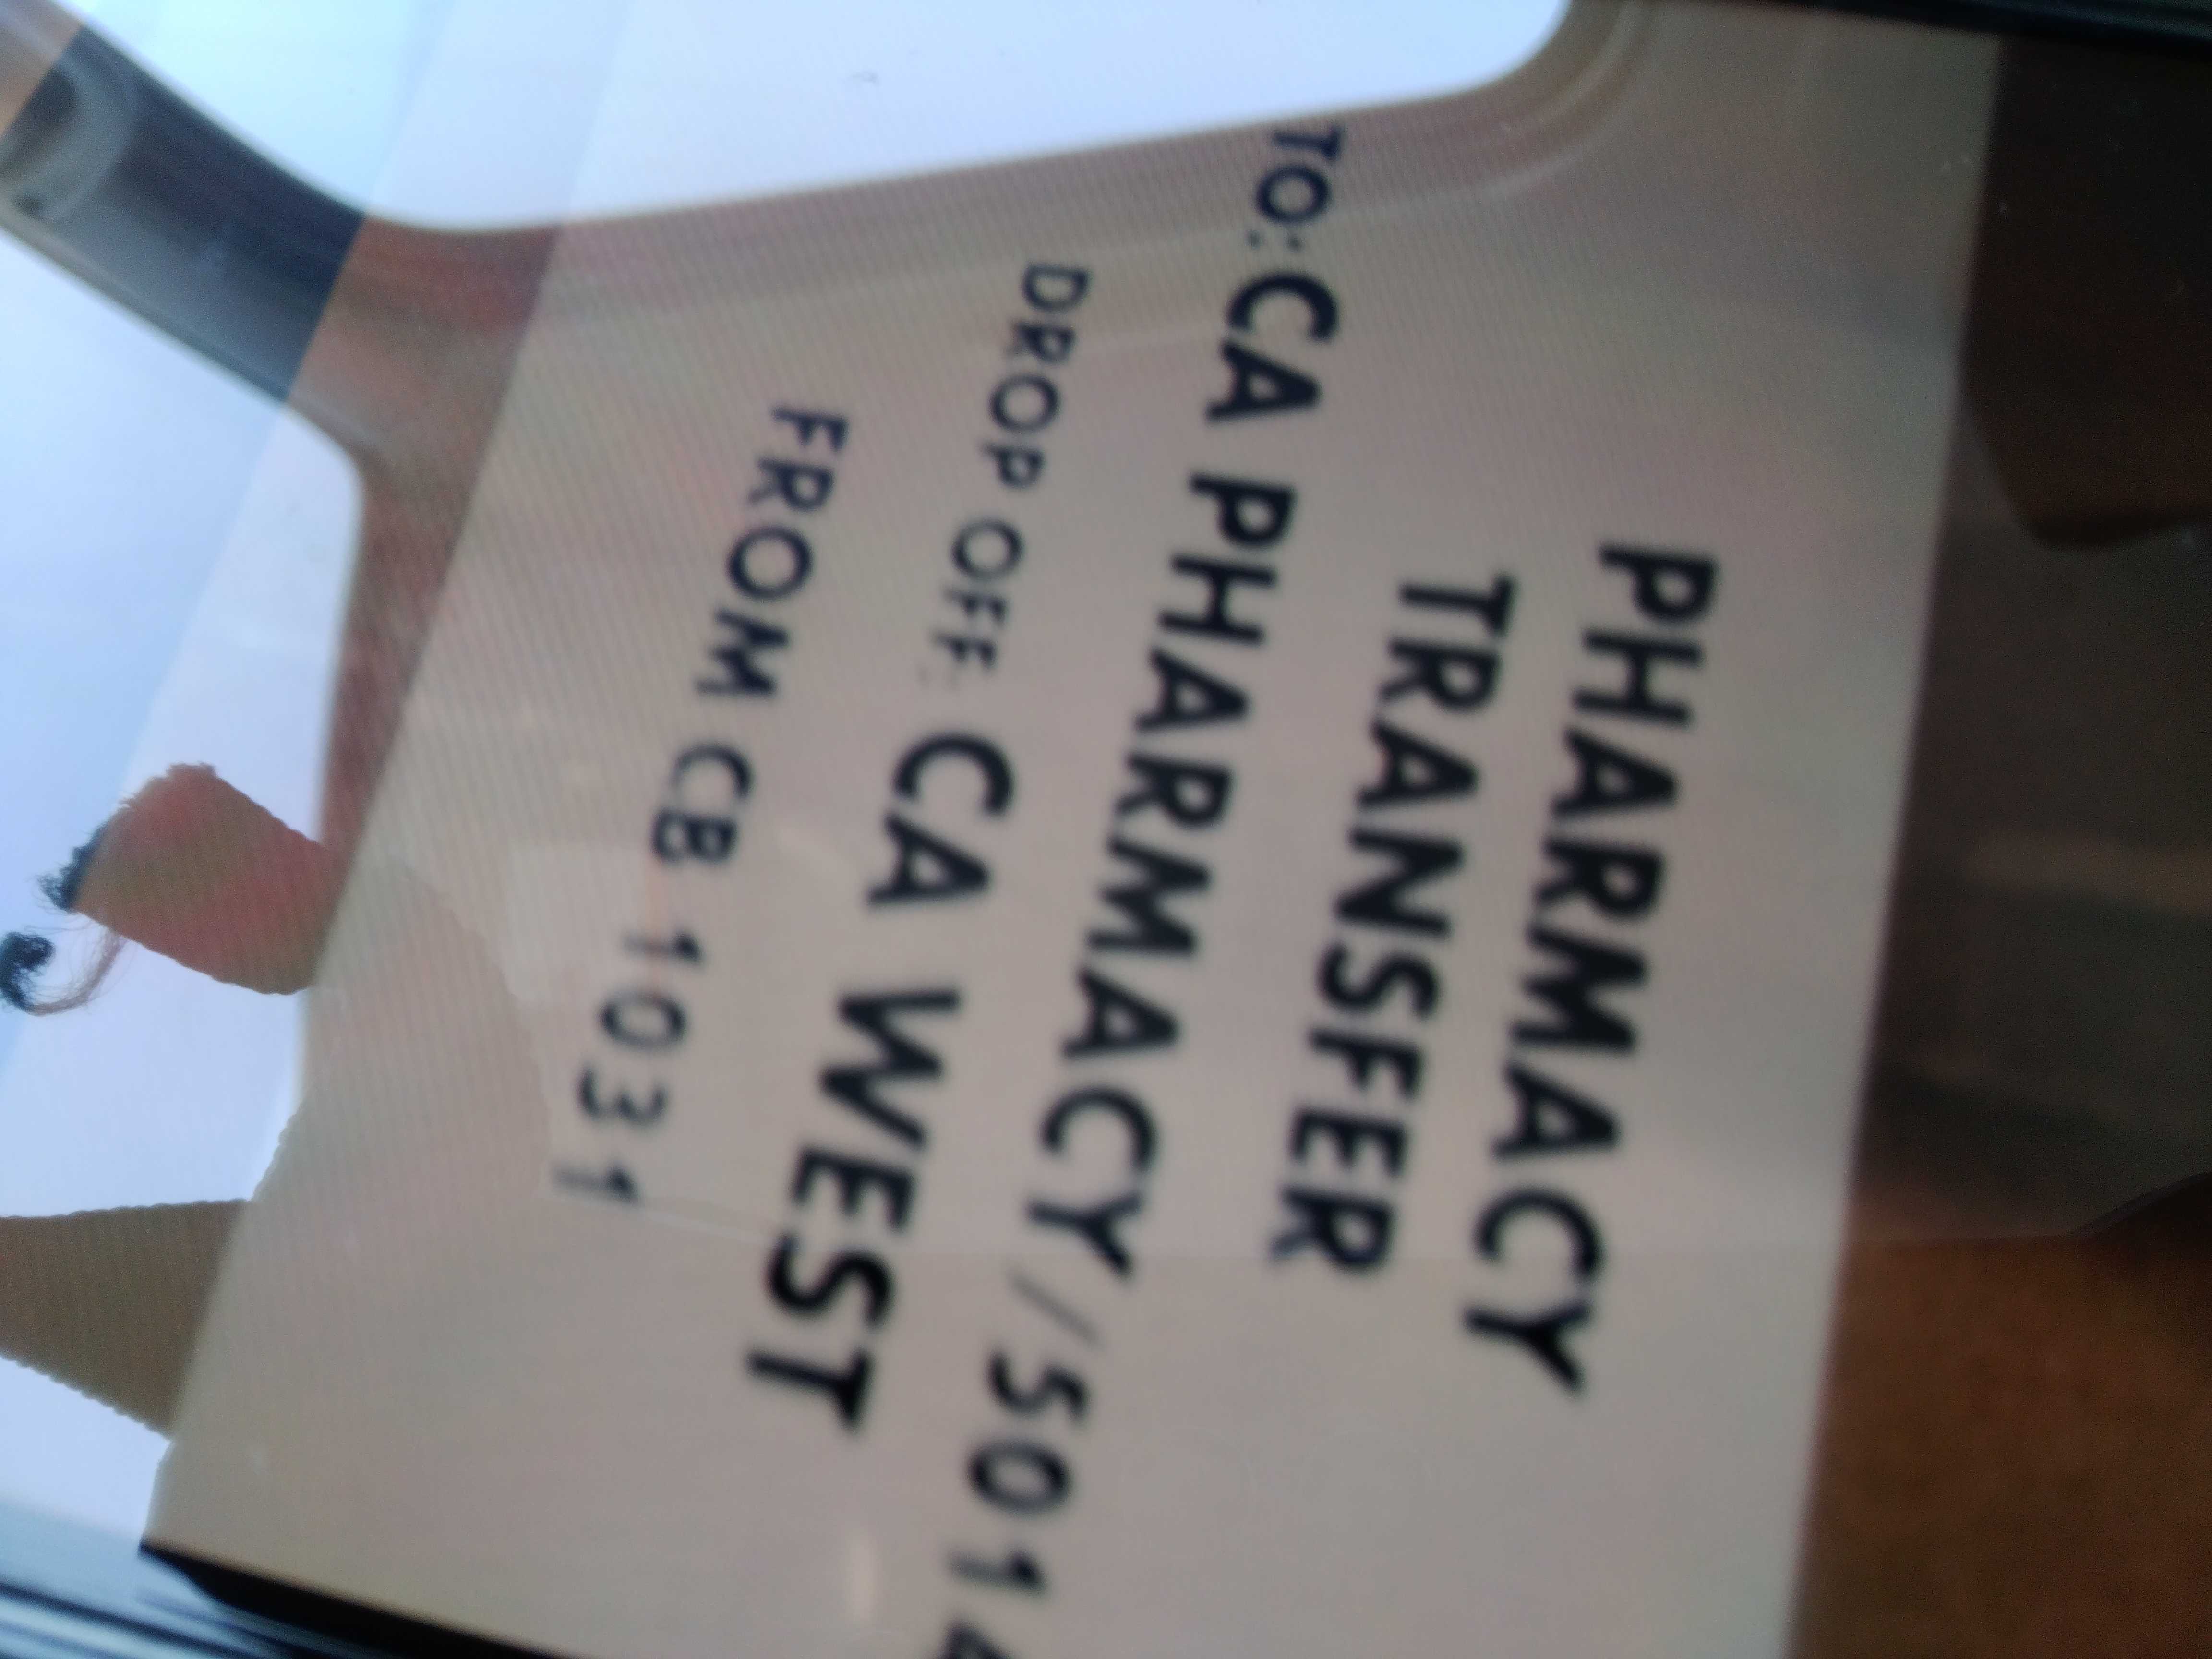 PHARMACY
TRANSFER
TO: CA PHARMACY / 5014
DROP OFF: CA WEST
FROM CB 1031